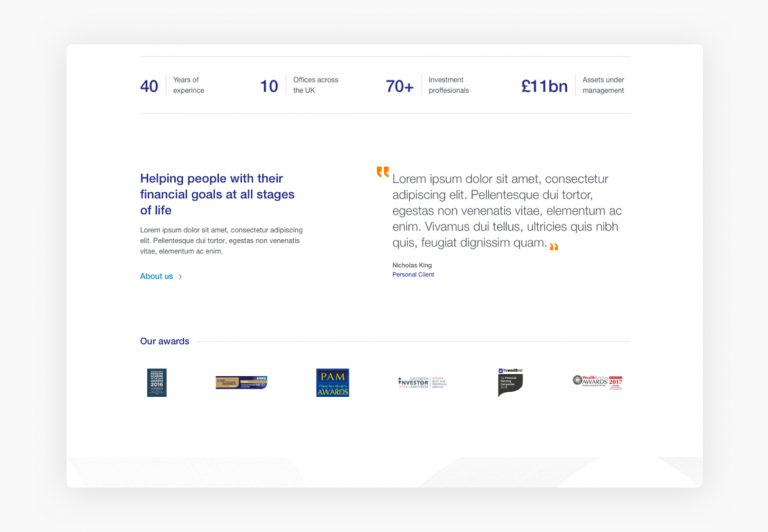 40
Years of
experince
10
Offices across
the UK
70+
Investment
proffesionals
£11bn
Assets under
management
Helping people with their
financial goals at all stages
of life
Lorem ipsum dolor sit amet, consectetur adipiscing
elit. Pellentesque dui tortor, egestas non venenatis
vitae, elementum ac enim.
About us
Lorem ipsum dolor sit amet, consectetur
adipiscing elit. Pellentesque dui tortor,
egestas non venenatis vitae, elementum ac
enim. Vivamus dui tellus, ultricies quis nibh
quis, feugiat dignissim quam.
Nicholas King
Personal Client
Our awards
2016
PAM
AWARDS
INVESTOR
AWARDS 2017